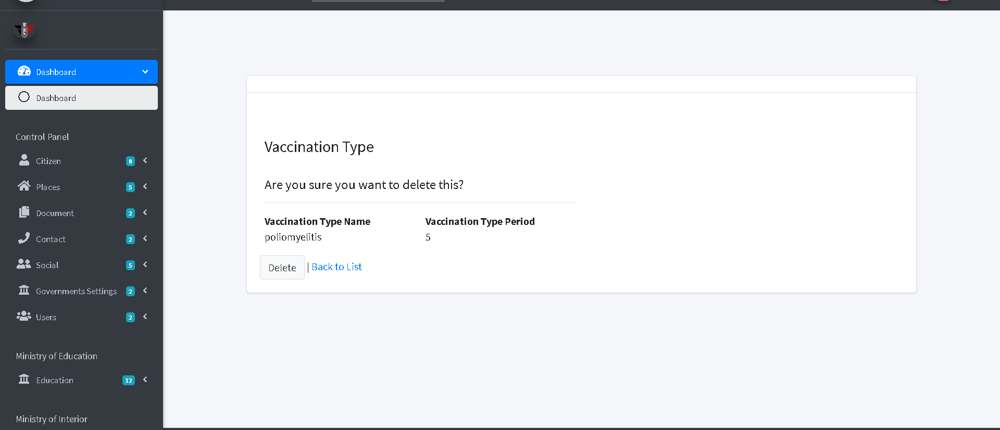 Dashboard
Dashboard
Control Panel
Citizen 8
Places 5
Document 2
Contact 2
Social 5
Governments Settings 2
Users 2
Ministry of Education
Education 12
Ministry of Interior
Vaccination Type
Are you sure you want to delete this?
Vaccination Type Name Vaccination Type Period
poliomyelitis 5
Delete | Back to List